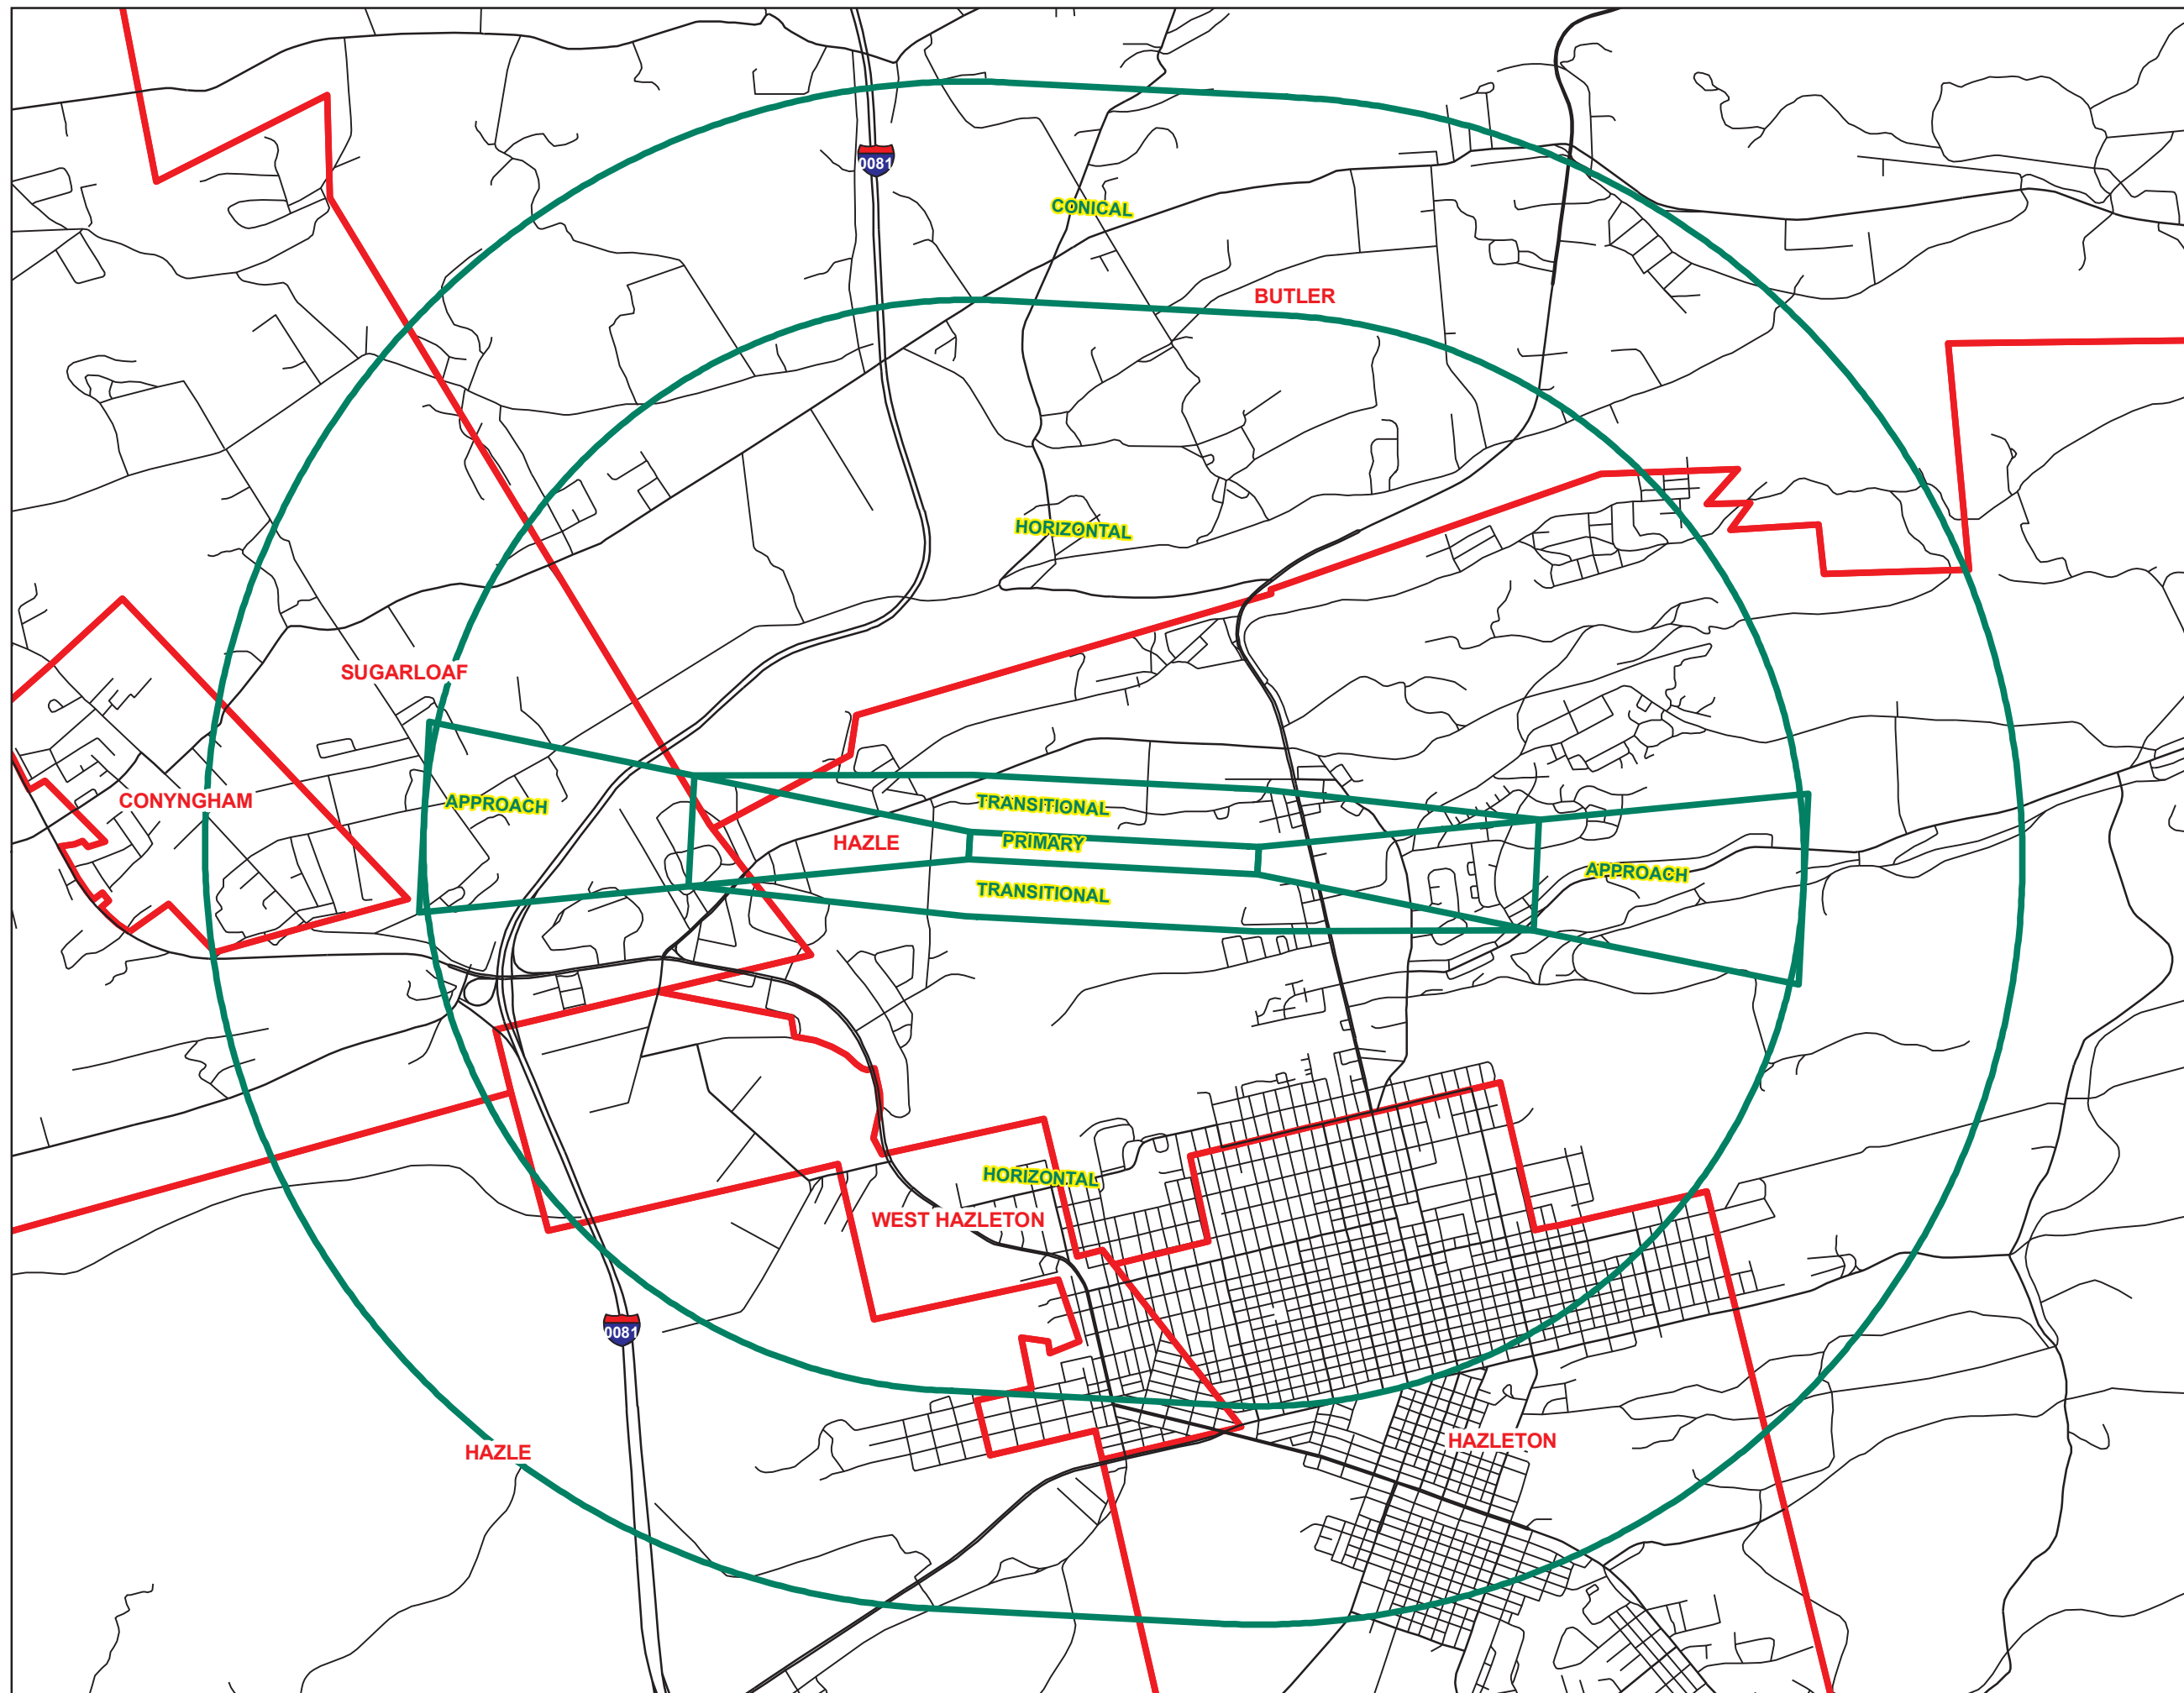 0081
CONICAL
BUTLER
HORIZONTAL
SUGARLOAF
CONYNGHAM
APPROACH
TRANSITIONAL
HAZLE
PRIMARY
APPROACH
TRANSITIONAL
HORIZONTAL
WEST HAZLETON
0081
HAZLE
HAZLETON